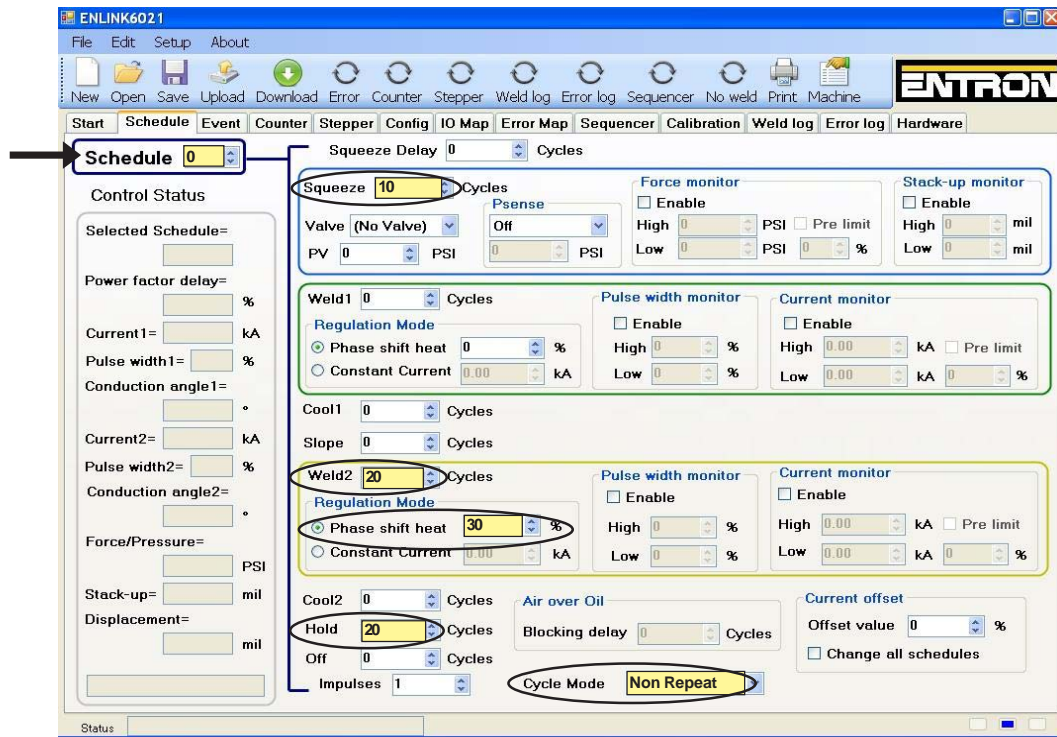 ENLINK6021
File Edit Setup About
New Open Save Upload Download Error Counter Stepper Weld log Error log Sequencer No weld Print Machine
ENTRON
Start Schedule Event Counter Stepper Config IO Map Error Map Sequencer Calibration Weld log Error log Hardware
Schedule 0
Control Status
Selected Schedule=
Power factor delay=
%
Current1= kA
Pulse width1= %
Conduction angle1=
°
Current2= kA
Pulse width2= %
Conduction angle2=
°
Force/Pressure=
PSI
Stack-up= mil
Displacement=
mil
Squeeze Delay 0 Cycles
Squeeze 10 Cycles
Valve (No Valve)
PV 0 PSI
Psense
Off
0 PSI
Force monitor
Enable
High 0 PSI Pre limit
Low 0 PSI 0 %
Stack-up monitor
Enable
High 0 mil
Low 0 mil
Weld1 0 Cycles
Regulation Mode
Phase shift heat 0 %
Constant Current 0.00 kA
Pulse width monitor
Enable
High 0 %
Low 0 %
Current monitor
Enable
High 0.00 kA Pre limit
Low 0.00 kA 0 %
Cool1 0 Cycles
Slope 0 Cycles
Weld2 20 Cycles
Regulation Mode
Phase shift heat 30 %
Constant Current 0.00 kA
Pulse width monitor
Enable
High 0 %
Low 0 %
Current monitor
Enable
High 0.00 kA Pre limit
Low 0.00 kA 0 %
Cool2 0 Cycles
Hold 20 Cycles
Off 0 Cycles
Impulses 1
Air over Oil
Blocking delay 0 Cycles
Cycle Mode Non Repeat
Current offset
Offset value 0 %
Change all schedules
Status